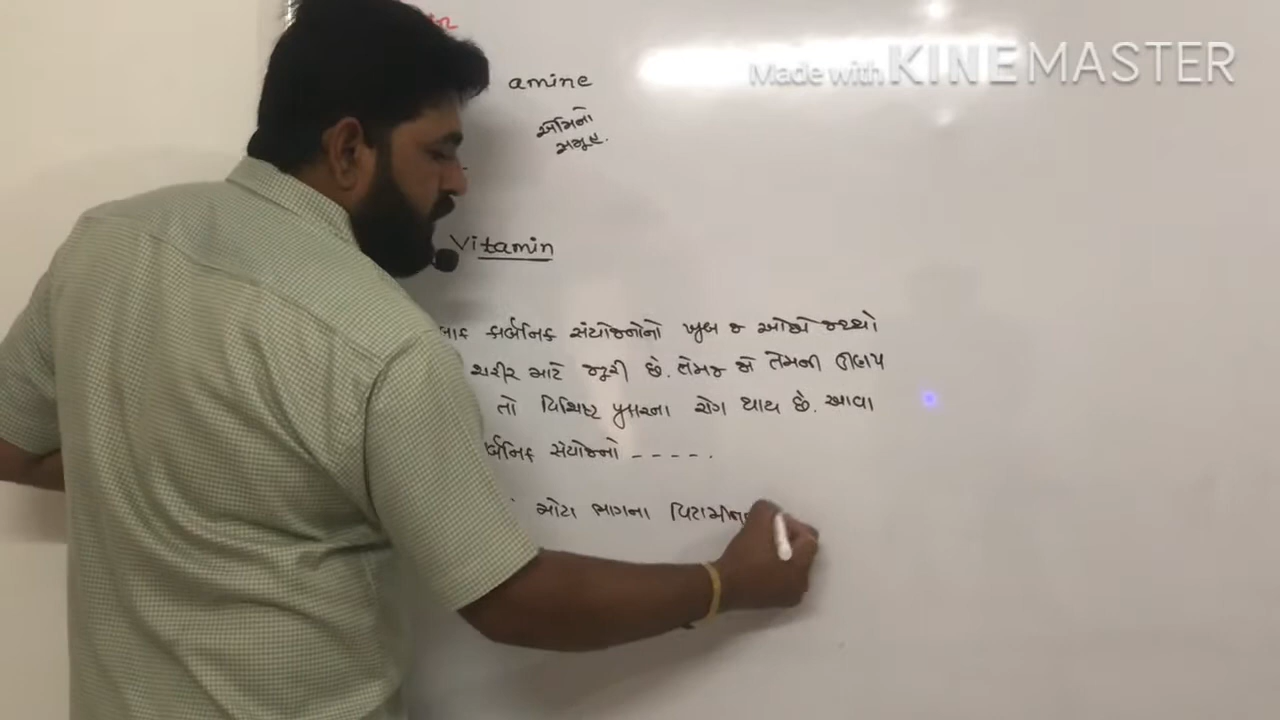 Made with KINEMASTER
amine
એમિનો
સમૂહ.
Vitamin
કાર્બનિક સંયોજનોનો ખુબ જ ઓછો જથ્થો
શરીર માટે જરૂરી છે. તેમજ જો તેમની ઊણપ
તો વિશિષ્ટ પ્રકારના રોગ થાય છે. આવા
ર્બનિક સંયોજનો ----.
મોટા ભાગના